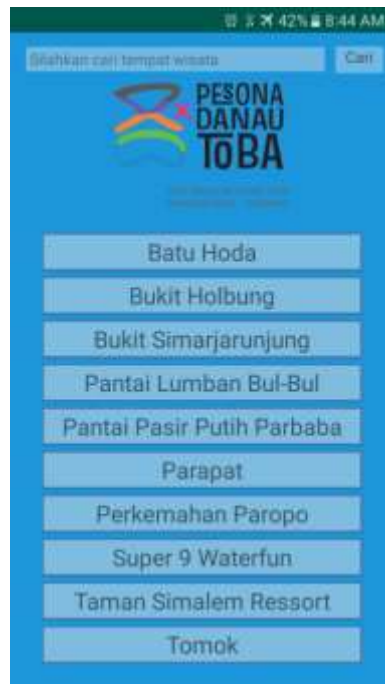 42% 8:44 AM
Silahkan cari tempat wisata
Cari
PESONA
DANAU
TOBA
Batu Hoda
Bukit Holbung
Bukit Simarjarunjung
Pantai Lumban Bul-Bul
Pantai Pasir Putih Parbaba
Parapat
Perkemahan Paropo
Super 9 Waterfun
Taman Simalem Ressort
Tomok